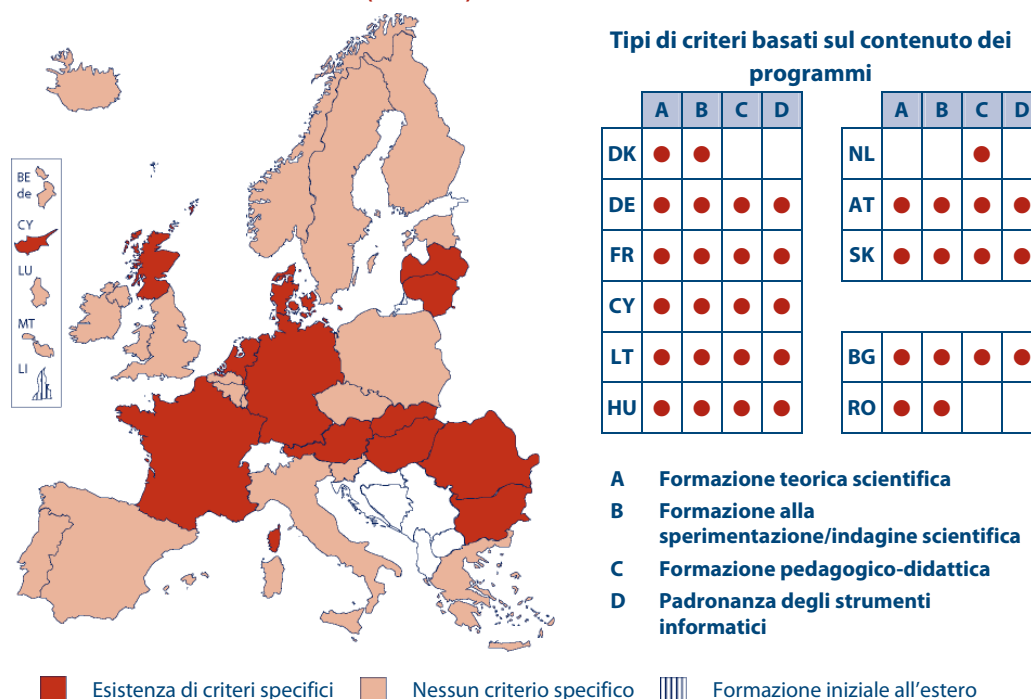 Tipi di criteri basati sul contenuto dei
programmi
A B C D
DK
DE
FR
CY
LT
HU
A B C D
NL
AT
SK
BG
RO
BE
de
CY
LU
MT
LI
A Formazione teorica scientifica
B Formazione alla
sperimentazione/indagine scientifica
C Formazione pedagogico-didattica
D Padronanza degli strumenti
informatici
Esistenza di criteri specifici Nessun criterio specifico Formazione iniziale all'estero